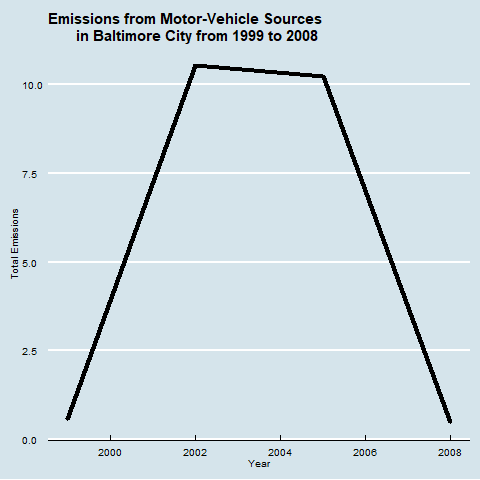 Emissions from Motor-Vehicle Sources
in Baltimore City from 1999 to 2008
Total Emissions
10.0
7.5
5.0
2.5
0.0
2000 2002 2004 2006 2008
Year